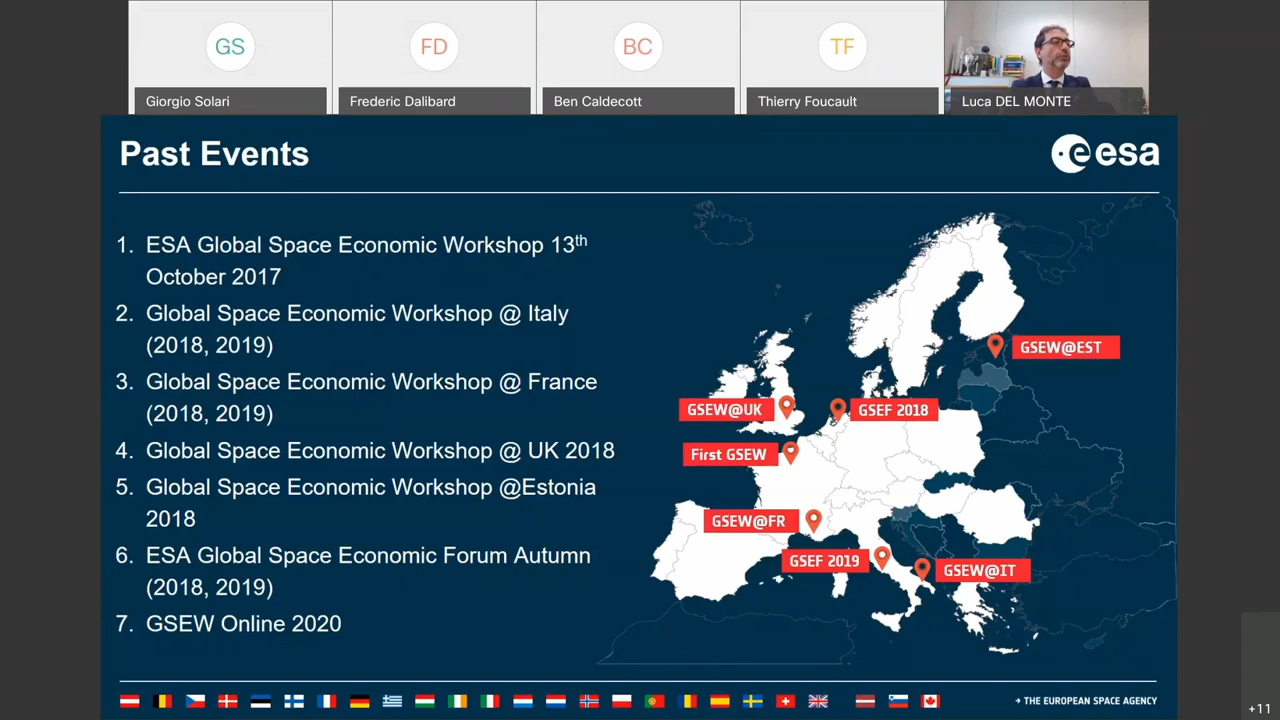 GS
FD
BC
TF
Giorgio Solari
Frederic Dalibard
Ben Caldecott
Thierry Foucault
Luca DEL MONTE
Past Events
esa
1. ESA Global Space Economic Workshop 13th
October 2017
2. Global Space Economic Workshop @ Italy
(2018, 2019)
3. Global Space Economic Workshop @ France
(2018, 2019)
4. Global Space Economic Workshop @ UK 2018
5. Global Space Economic Workshop @Estonia
2018
6. ESA Global Space Economic Forum Autumn
(2018, 2019)
7. GSEW Online 2020
GSEW@EST
GSEW@UK
GSEF 2018
First GSEW
GSEW@FR
GSEF 2019
GSEW@IT
→ THE EUROPEAN SPACE AGENCY
+11